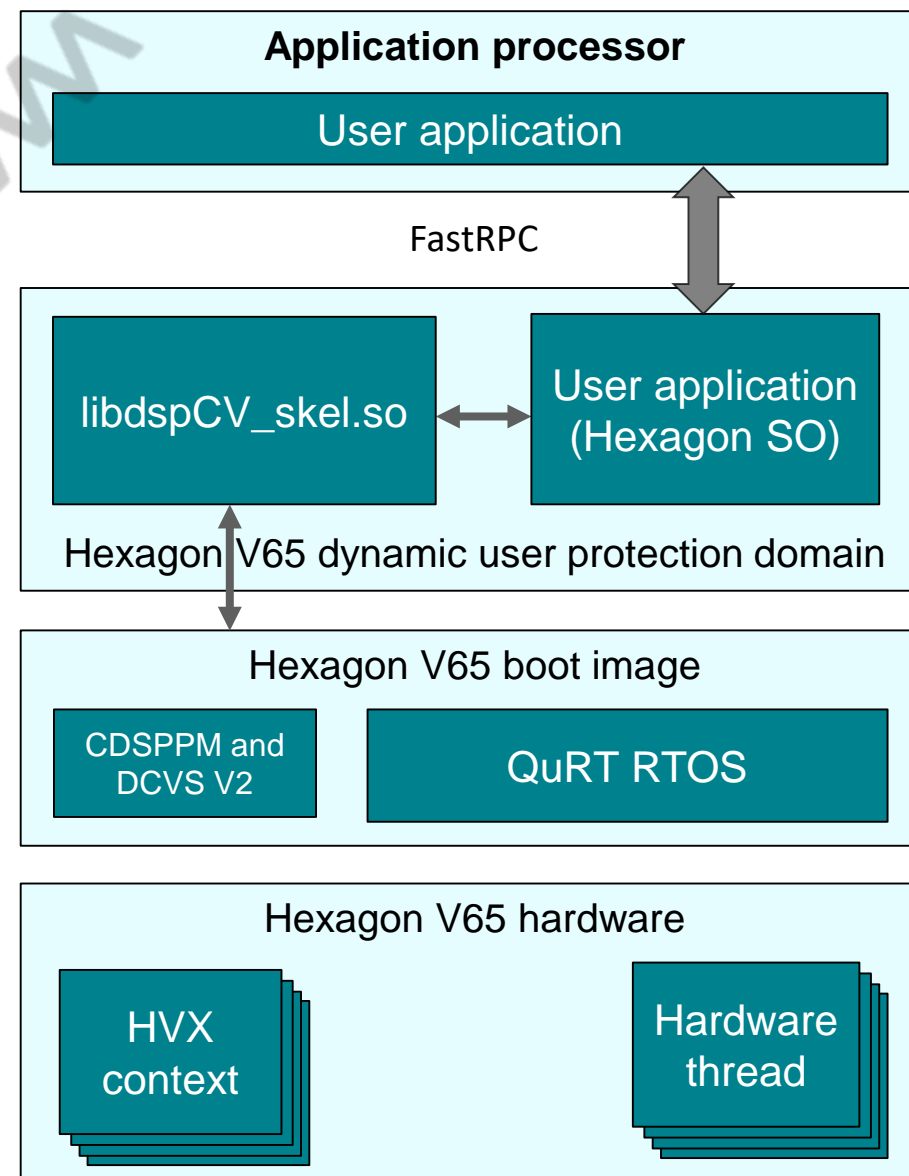 Application processor
User application
FastRPC
libdspCV_skel.so
User application
(Hexagon SO)
Hexagon V65 dynamic user protection domain
Hexagon V65 boot image
CDSPPM and
DCVS V2
QuRT RTOS
Hexagon V65 hardware
HVX
context
Hardware
thread